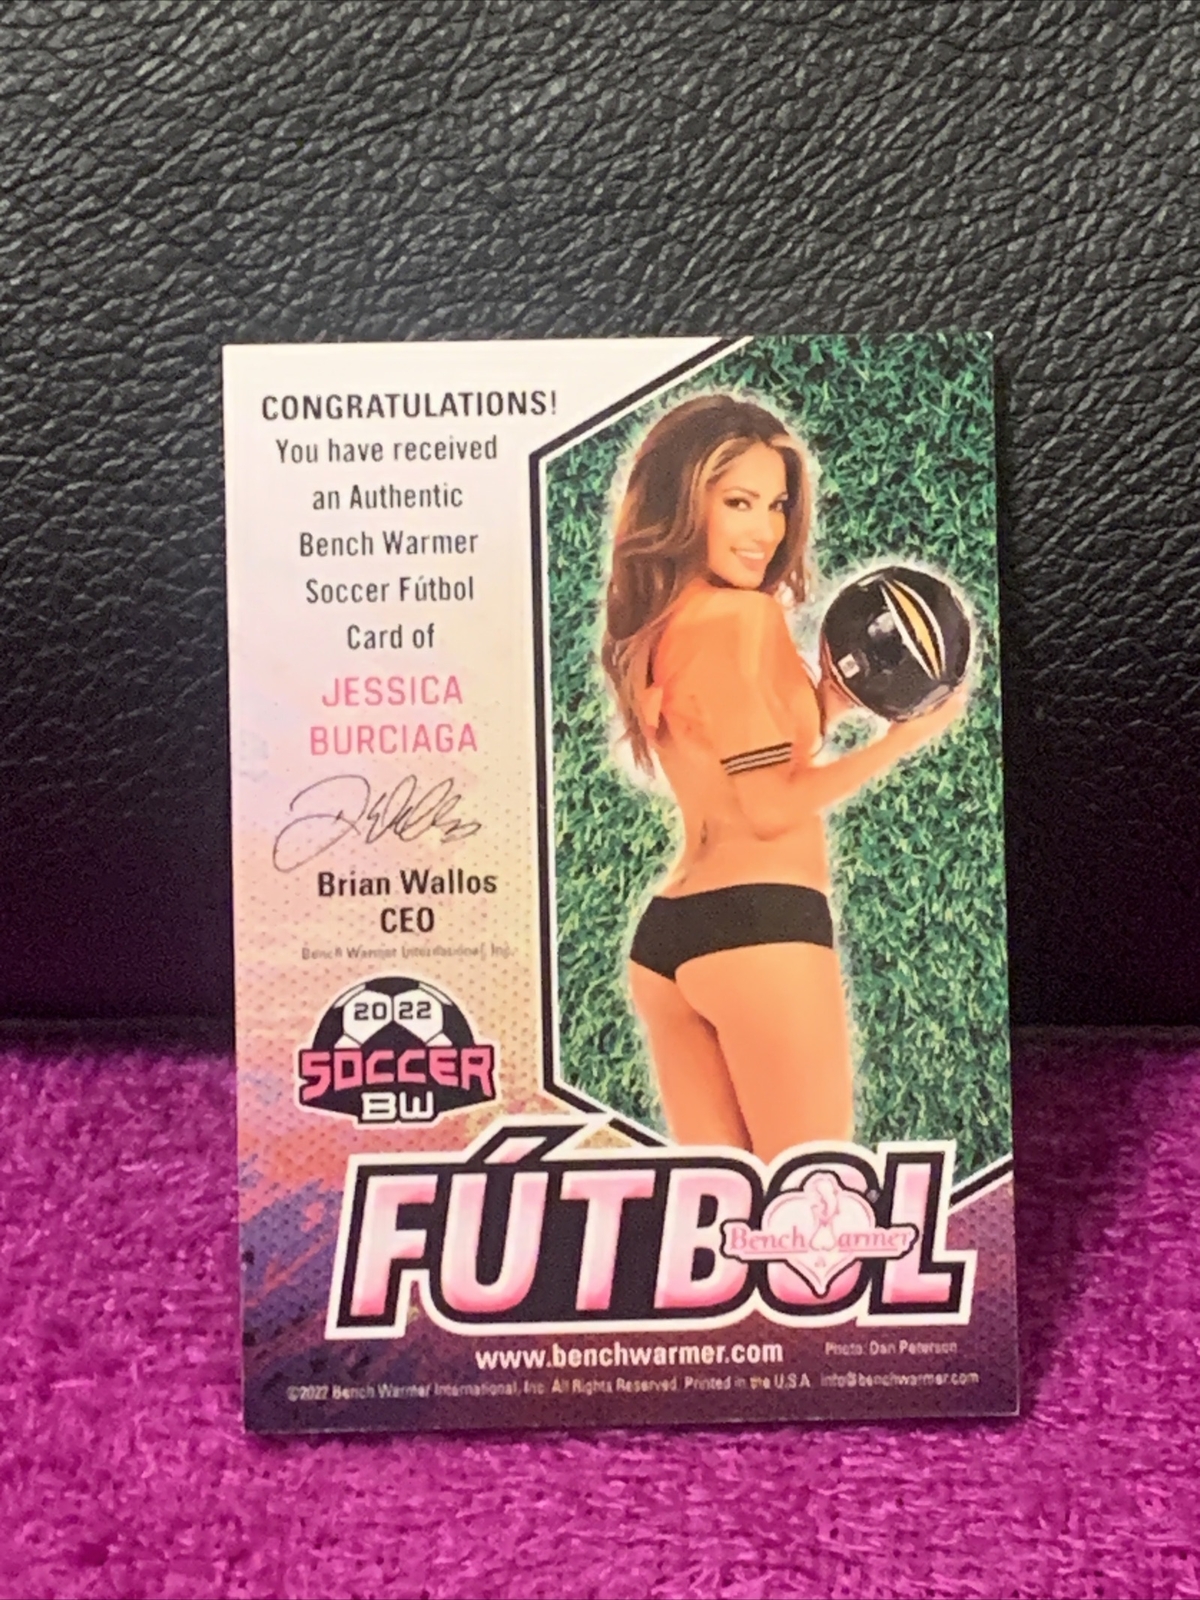 CONGRATULATIONS!
You have received
an Authentic
Bench Warmer
Soccer Fútbol
Card of
JESSICA
BURCIAGA
Brian Wallos
CEO
Bench Warmer International, Inc.
20 22
SOCCER
BW
FÚTBOL
Bench Warmer
®
www.benchwarmer.com
Photo: Dan Peterson
©2022 Bench Warmer International, Inc. All Rights Reserved. Printed in the U.S.A. info@benchwarmer.com